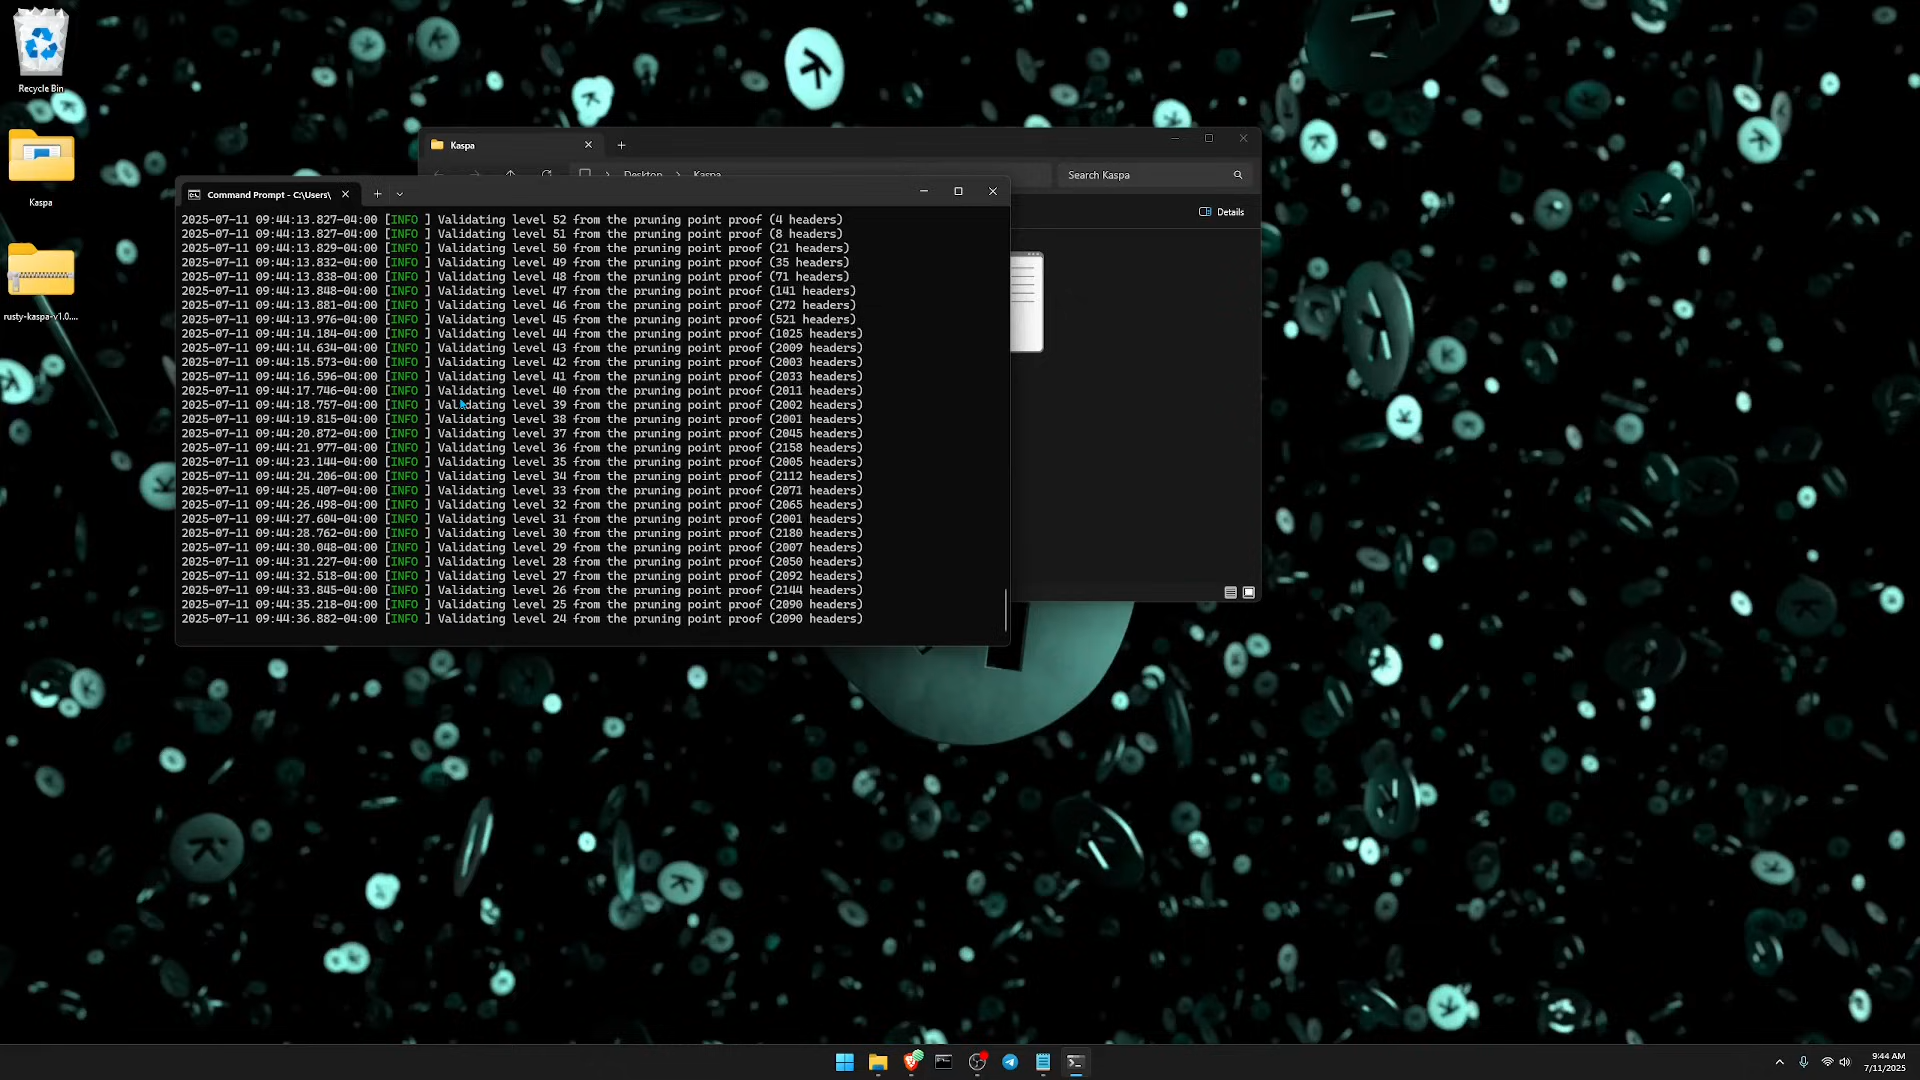 Recycle Bin
Kaspa
rusty-kaspa-v1.0....
Kaspa
Desktop > Kaspa
Search Kaspa
Details
Command Prompt - C:\Users\
2025-07-11 09:44:13.827-04:00 [INFO ] Validating level 52 from the pruning point proof (4 headers)
2025-07-11 09:44:13.827-04:00 [INFO ] Validating level 51 from the pruning point proof (8 headers)
2025-07-11 09:44:13.829-04:00 [INFO ] Validating level 50 from the pruning point proof (21 headers)
2025-07-11 09:44:13.832-04:00 [INFO ] Validating level 49 from the pruning point proof (35 headers)
2025-07-11 09:44:13.838-04:00 [INFO ] Validating level 48 from the pruning point proof (71 headers)
2025-07-11 09:44:13.848-04:00 [INFO ] Validating level 47 from the pruning point proof (141 headers)
2025-07-11 09:44:13.881-04:00 [INFO ] Validating level 46 from the pruning point proof (272 headers)
2025-07-11 09:44:13.976-04:00 [INFO ] Validating level 45 from the pruning point proof (521 headers)
2025-07-11 09:44:14.184-04:00 [INFO ] Validating level 44 from the pruning point proof (1025 headers)
2025-07-11 09:44:14.634-04:00 [INFO ] Validating level 43 from the pruning point proof (2009 headers)
2025-07-11 09:44:15.573-04:00 [INFO ] Validating level 42 from the pruning point proof (2003 headers)
2025-07-11 09:44:16.596-04:00 [INFO ] Validating level 41 from the pruning point proof (2033 headers)
2025-07-11 09:44:17.746-04:00 [INFO ] Validating level 40 from the pruning point proof (2011 headers)
2025-07-11 09:44:18.757-04:00 [INFO ] Validating level 39 from the pruning point proof (2002 headers)
2025-07-11 09:44:19.815-04:00 [INFO ] Validating level 38 from the pruning point proof (2001 headers)
2025-07-11 09:44:20.872-04:00 [INFO ] Validating level 37 from the pruning point proof (2045 headers)
2025-07-11 09:44:21.977-04:00 [INFO ] Validating level 36 from the pruning point proof (2158 headers)
2025-07-11 09:44:23.144-04:00 [INFO ] Validating level 35 from the pruning point proof (2005 headers)
2025-07-11 09:44:24.206-04:00 [INFO ] Validating level 34 from the pruning point proof (2112 headers)
2025-07-11 09:44:25.407-04:00 [INFO ] Validating level 33 from the pruning point proof (2071 headers)
2025-07-11 09:44:26.498-04:00 [INFO ] Validating level 32 from the pruning point proof (2065 headers)
2025-07-11 09:44:27.604-04:00 [INFO ] Validating level 31 from the pruning point proof (2001 headers)
2025-07-11 09:44:28.762-04:00 [INFO ] Validating level 30 from the pruning point proof (2180 headers)
2025-07-11 09:44:30.048-04:00 [INFO ] Validating level 29 from the pruning point proof (2007 headers)
2025-07-11 09:44:31.227-04:00 [INFO ] Validating level 28 from the pruning point proof (2050 headers)
2025-07-11 09:44:32.518-04:00 [INFO ] Validating level 27 from the pruning point proof (2092 headers)
2025-07-11 09:44:33.845-04:00 [INFO ] Validating level 26 from the pruning point proof (2144 headers)
2025-07-11 09:44:35.218-04:00 [INFO ] Validating level 25 from the pruning point proof (2090 headers)
2025-07-11 09:44:36.882-04:00 [INFO ] Validating level 24 from the pruning point proof (2090 headers)
9:44 AM
7/11/2025